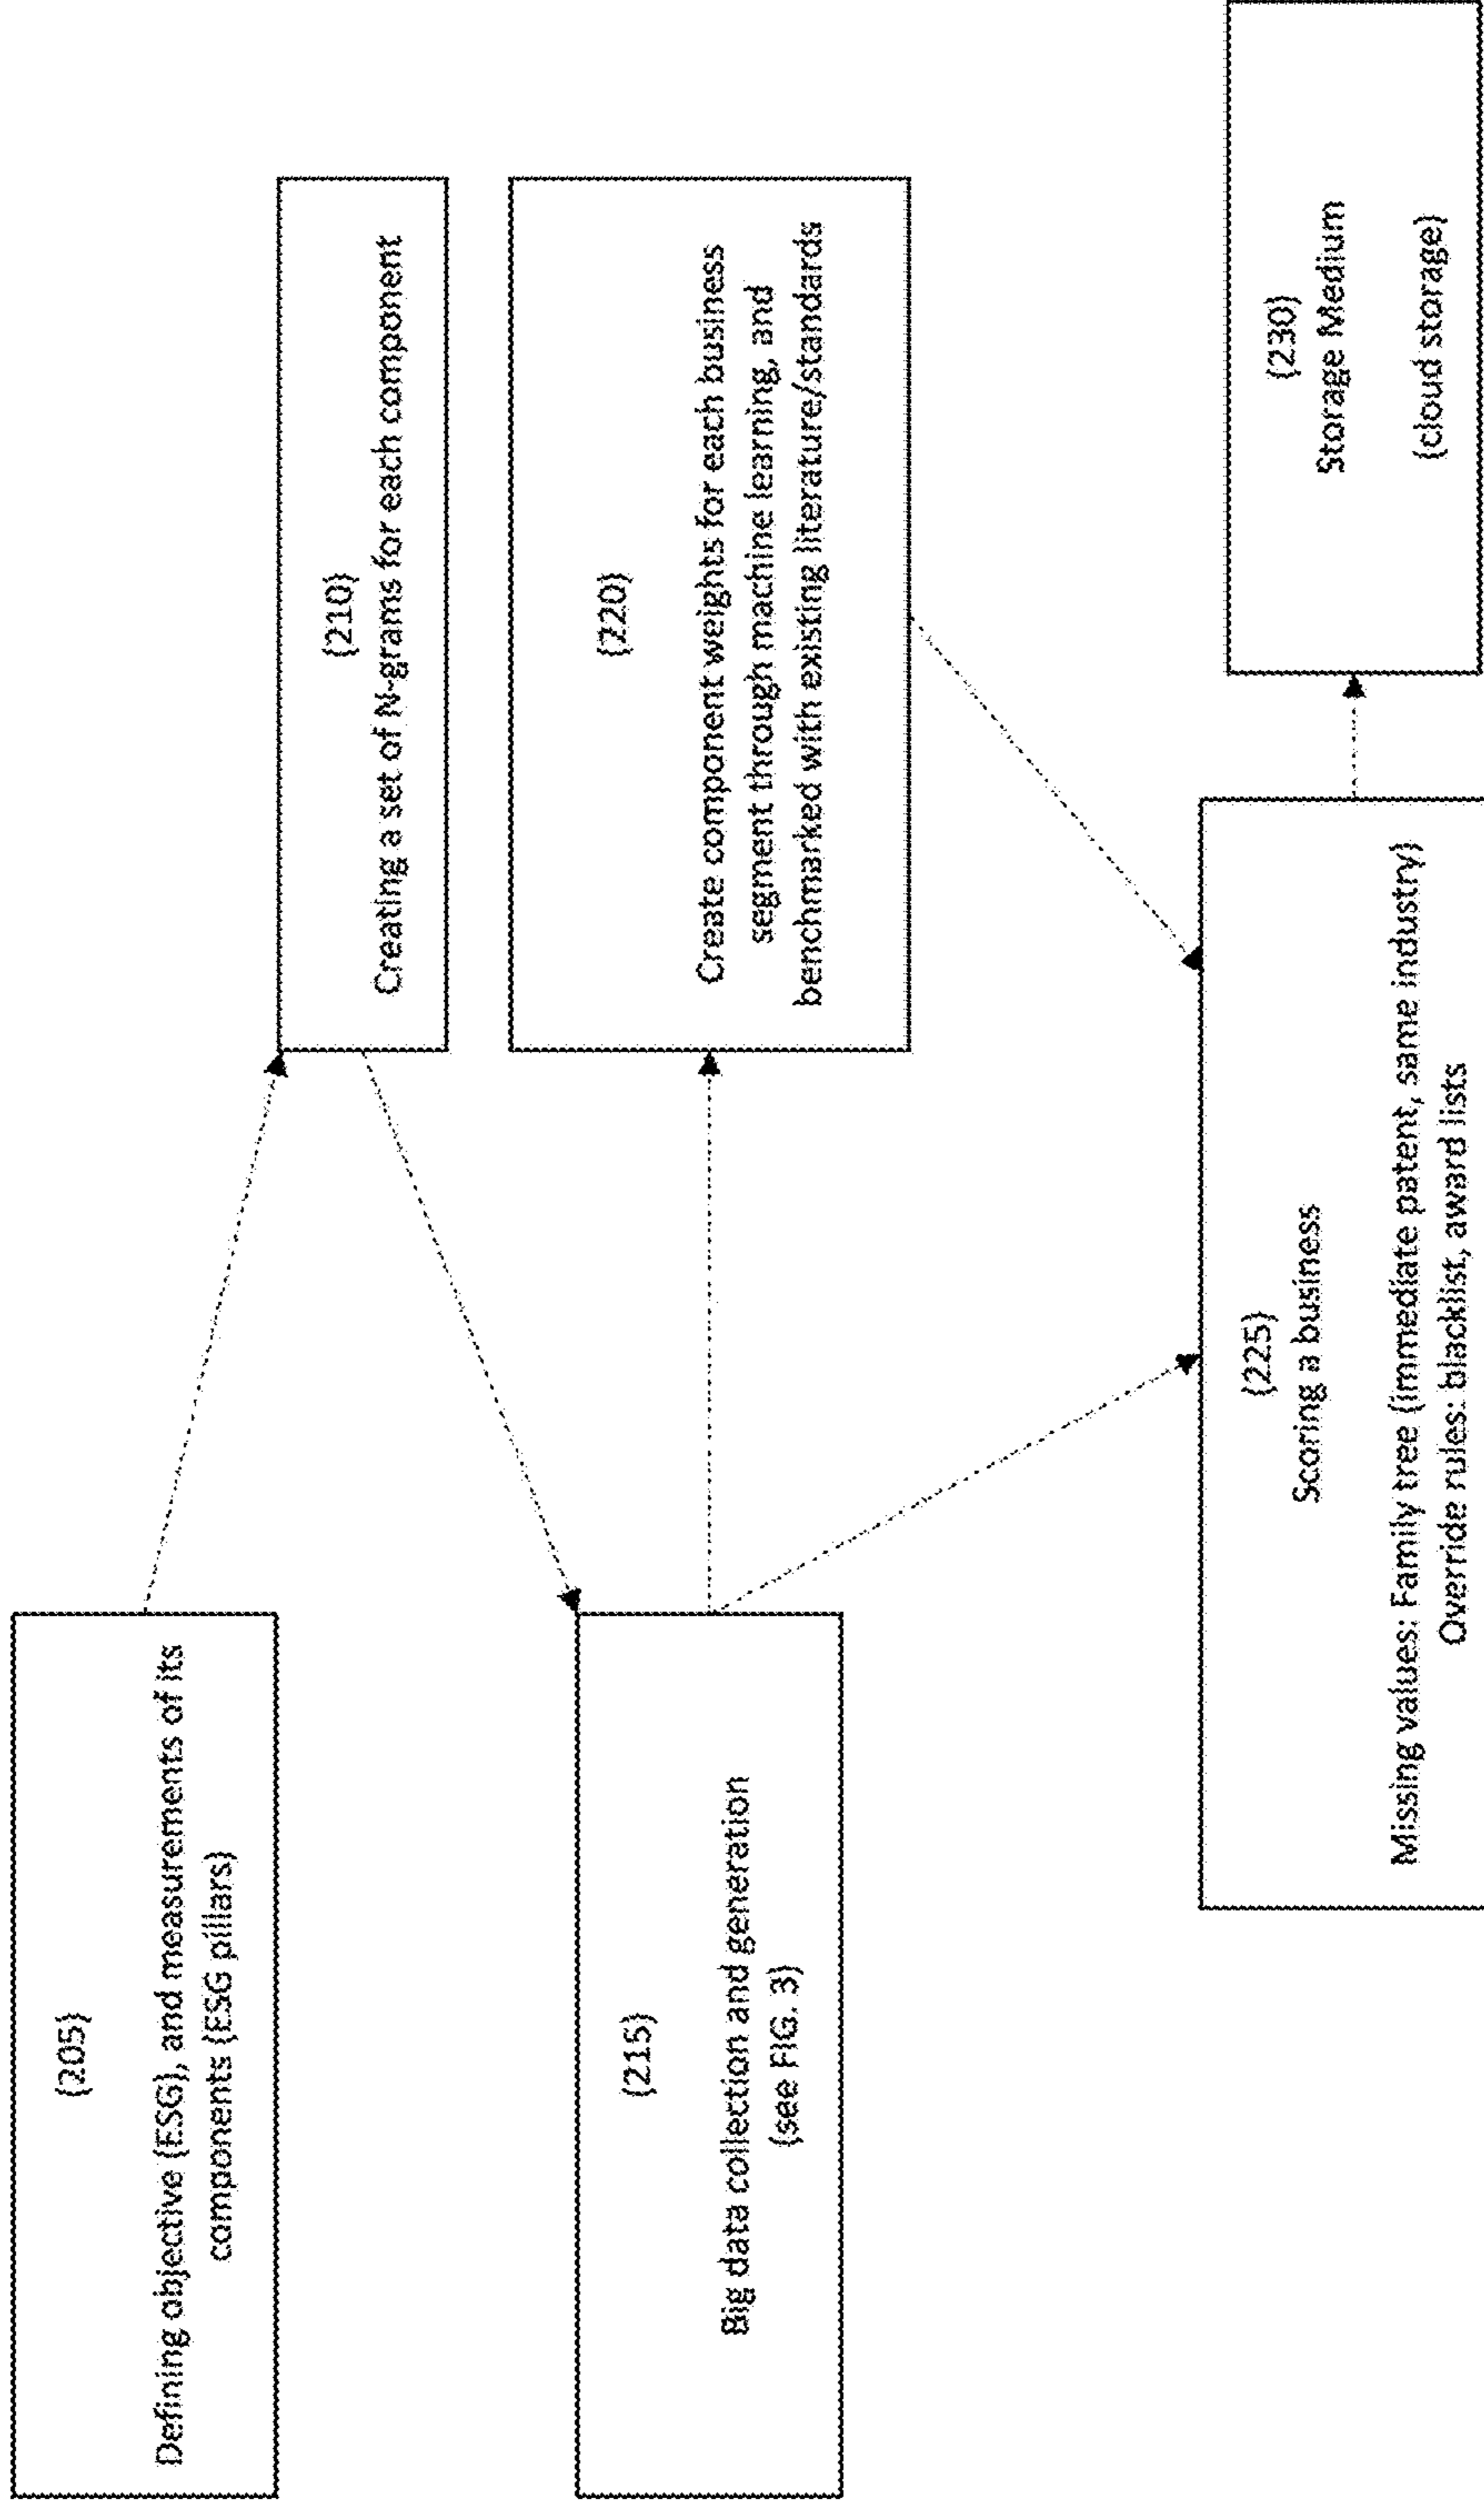 (205)
Defining objective (ESG), and measurements of its
components (ESG pillars)
(210)
Creating a set of N-grams for each component
(215)
Big data collection and generation
(see FIG. 3)
(220)
Create component weights for each business
segment through machine learning, and
benchmarked with existing literature/standards
(225)
Scoring a business
Missing values: Family tree (immediate patent, same industry)
Override rules: blacklist, award lists
(230)
Storage Medium
(cloud storage)